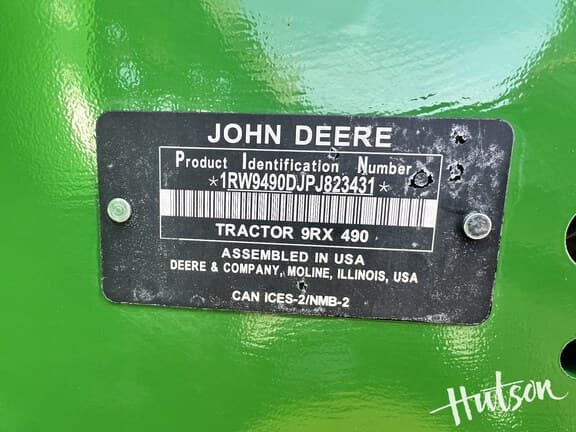 JOHN DEERE
Product Identification Number
*1RW9490DJPJ823431*
TRACTOR 9RX 490
ASSEMBLED IN USA
DEERE & COMPANY, MOLINE, ILLINOIS, USA
CAN ICES-2/NMB-2
Hutson